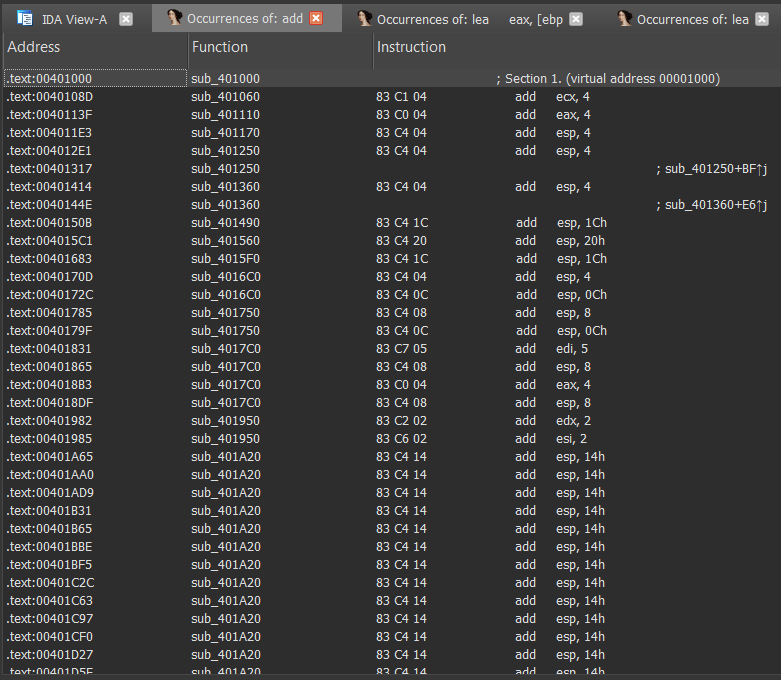 IDA View-A Occurrences of: add Occurrences of: lea eax, [ebp Occurrences of: lea
Address Function Instruction
.text:00401000 sub_401000 ; Section 1. (virtual address 00001000)
.text:0040108D sub_401060 83 C1 04 add ecx, 4
.text:0040113F sub_401110 83 C0 04 add eax, 4
.text:004011E3 sub_401170 83 C4 04 add esp, 4
.text:004012E1 sub_401250 83 C4 04 add esp, 4
.text:00401317 sub_401250 ; sub_401250+BF↑j
.text:00401414 sub_401360 83 C4 04 add esp, 4
.text:0040144E sub_401360 ; sub_401360+E6↑j
.text:0040150B sub_401490 83 C4 1C add esp, 1Ch
.text:004015C1 sub_401560 83 C4 20 add esp, 20h
.text:00401683 sub_4015F0 83 C4 1C add esp, 1Ch
.text:0040170D sub_4016C0 83 C4 04 add esp, 4
.text:0040172C sub_4016C0 83 C4 0C add esp, 0Ch
.text:00401785 sub_401750 83 C4 08 add esp, 8
.text:0040179F sub_401750 83 C4 0C add esp, 0Ch
.text:00401831 sub_4017C0 83 C7 05 add edi, 5
.text:00401865 sub_4017C0 83 C4 08 add esp, 8
.text:004018B3 sub_4017C0 83 C0 04 add eax, 4
.text:004018DF sub_4017C0 83 C4 08 add esp, 8
.text:00401982 sub_401950 83 C2 02 add edx, 2
.text:00401985 sub_401950 83 C6 02 add esi, 2
.text:00401A65 sub_401A20 83 C4 14 add esp, 14h
.text:00401AA0 sub_401A20 83 C4 14 add esp, 14h
.text:00401AD9 sub_401A20 83 C4 14 add esp, 14h
.text:00401B31 sub_401A20 83 C4 14 add esp, 14h
.text:00401B65 sub_401A20 83 C4 14 add esp, 14h
.text:00401BBE sub_401A20 83 C4 14 add esp, 14h
.text:00401BF5 sub_401A20 83 C4 14 add esp, 14h
.text:00401C2C sub_401A20 83 C4 14 add esp, 14h
.text:00401C63 sub_401A20 83 C4 14 add esp, 14h
.text:00401C97 sub_401A20 83 C4 14 add esp, 14h
.text:00401CF0 sub_401A20 83 C4 14 add esp, 14h
.text:00401D27 sub_401A20 83 C4 14 add esp, 14h
sub_401A20 83 C4 14 add esp, 14h